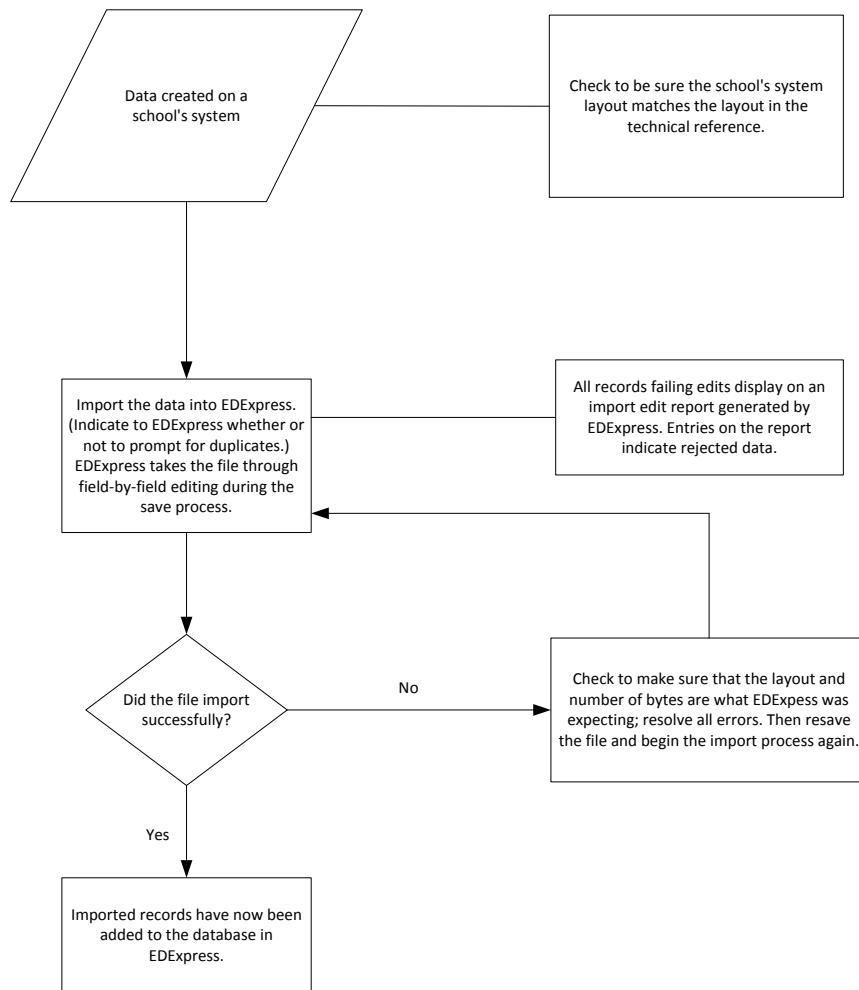 Data created on a
school's system
Check to be sure the school's system
layout matches the layout in the
technical reference.
Import the data into EDExpress.
(Indicate to EDExpress whether or
not to prompt for duplicates.)
EDExpress takes the file through
field-by-field editing during the
save process.
All records failing edits display on an
import edit report generated by
EDExpress. Entries on the report
indicate rejected data.
Did the file import
successfully?
No
Check to make sure that the layout and
number of bytes are what EDExpess was
expecting; resolve all errors. Then resave
the file and begin the import process again.
Yes
Imported records have now been
added to the database in
EDExpress.